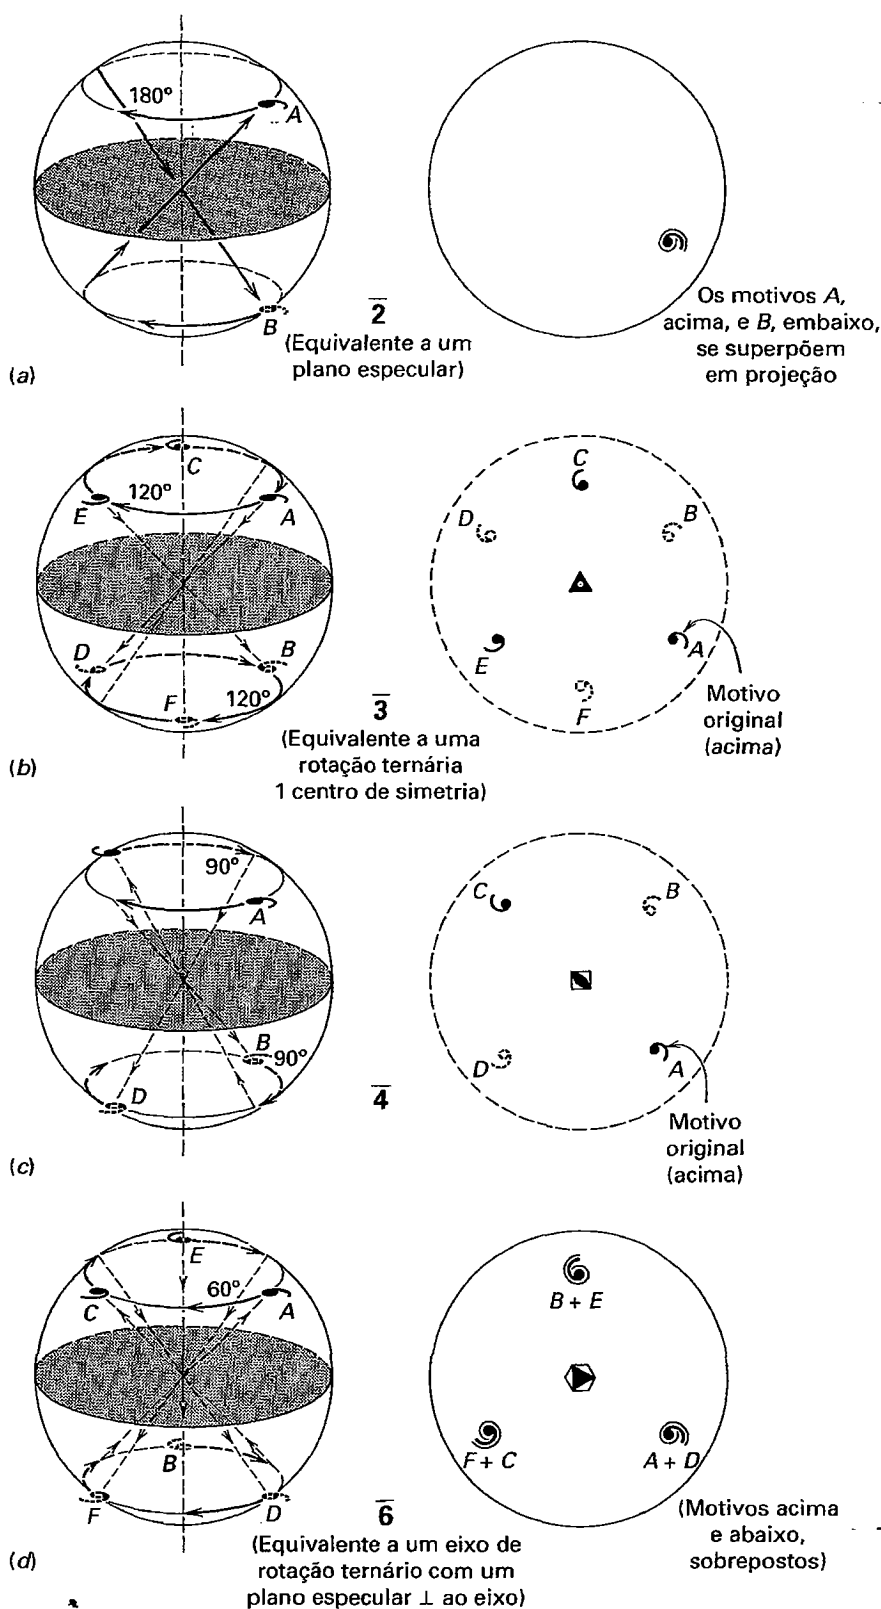 180°
A
B
2̅
(Equivalente a um
plano especular)
Os motivos A,
acima, e B, embaixo,
se superpõem
em projeção
(a)
C
120°
E
A
D
B
F
120°
3̅
(Equivalente a uma
rotação ternária
1 centro de simetria)
C
D
B
E
A
F
Motivo
original
(acima)
(b)
90°
A
B
90°
D
4̅
C
B
D
A
Motivo
original
(acima)
(c)
E
60°
C
A
B
F
D
6̅
(Equivalente a um eixo de
rotação ternário com um
plano especular ⊥ ao eixo)
B + E
F + C
A + D
(Motivos acima
e abaixo,
sobrepostos)
(d)